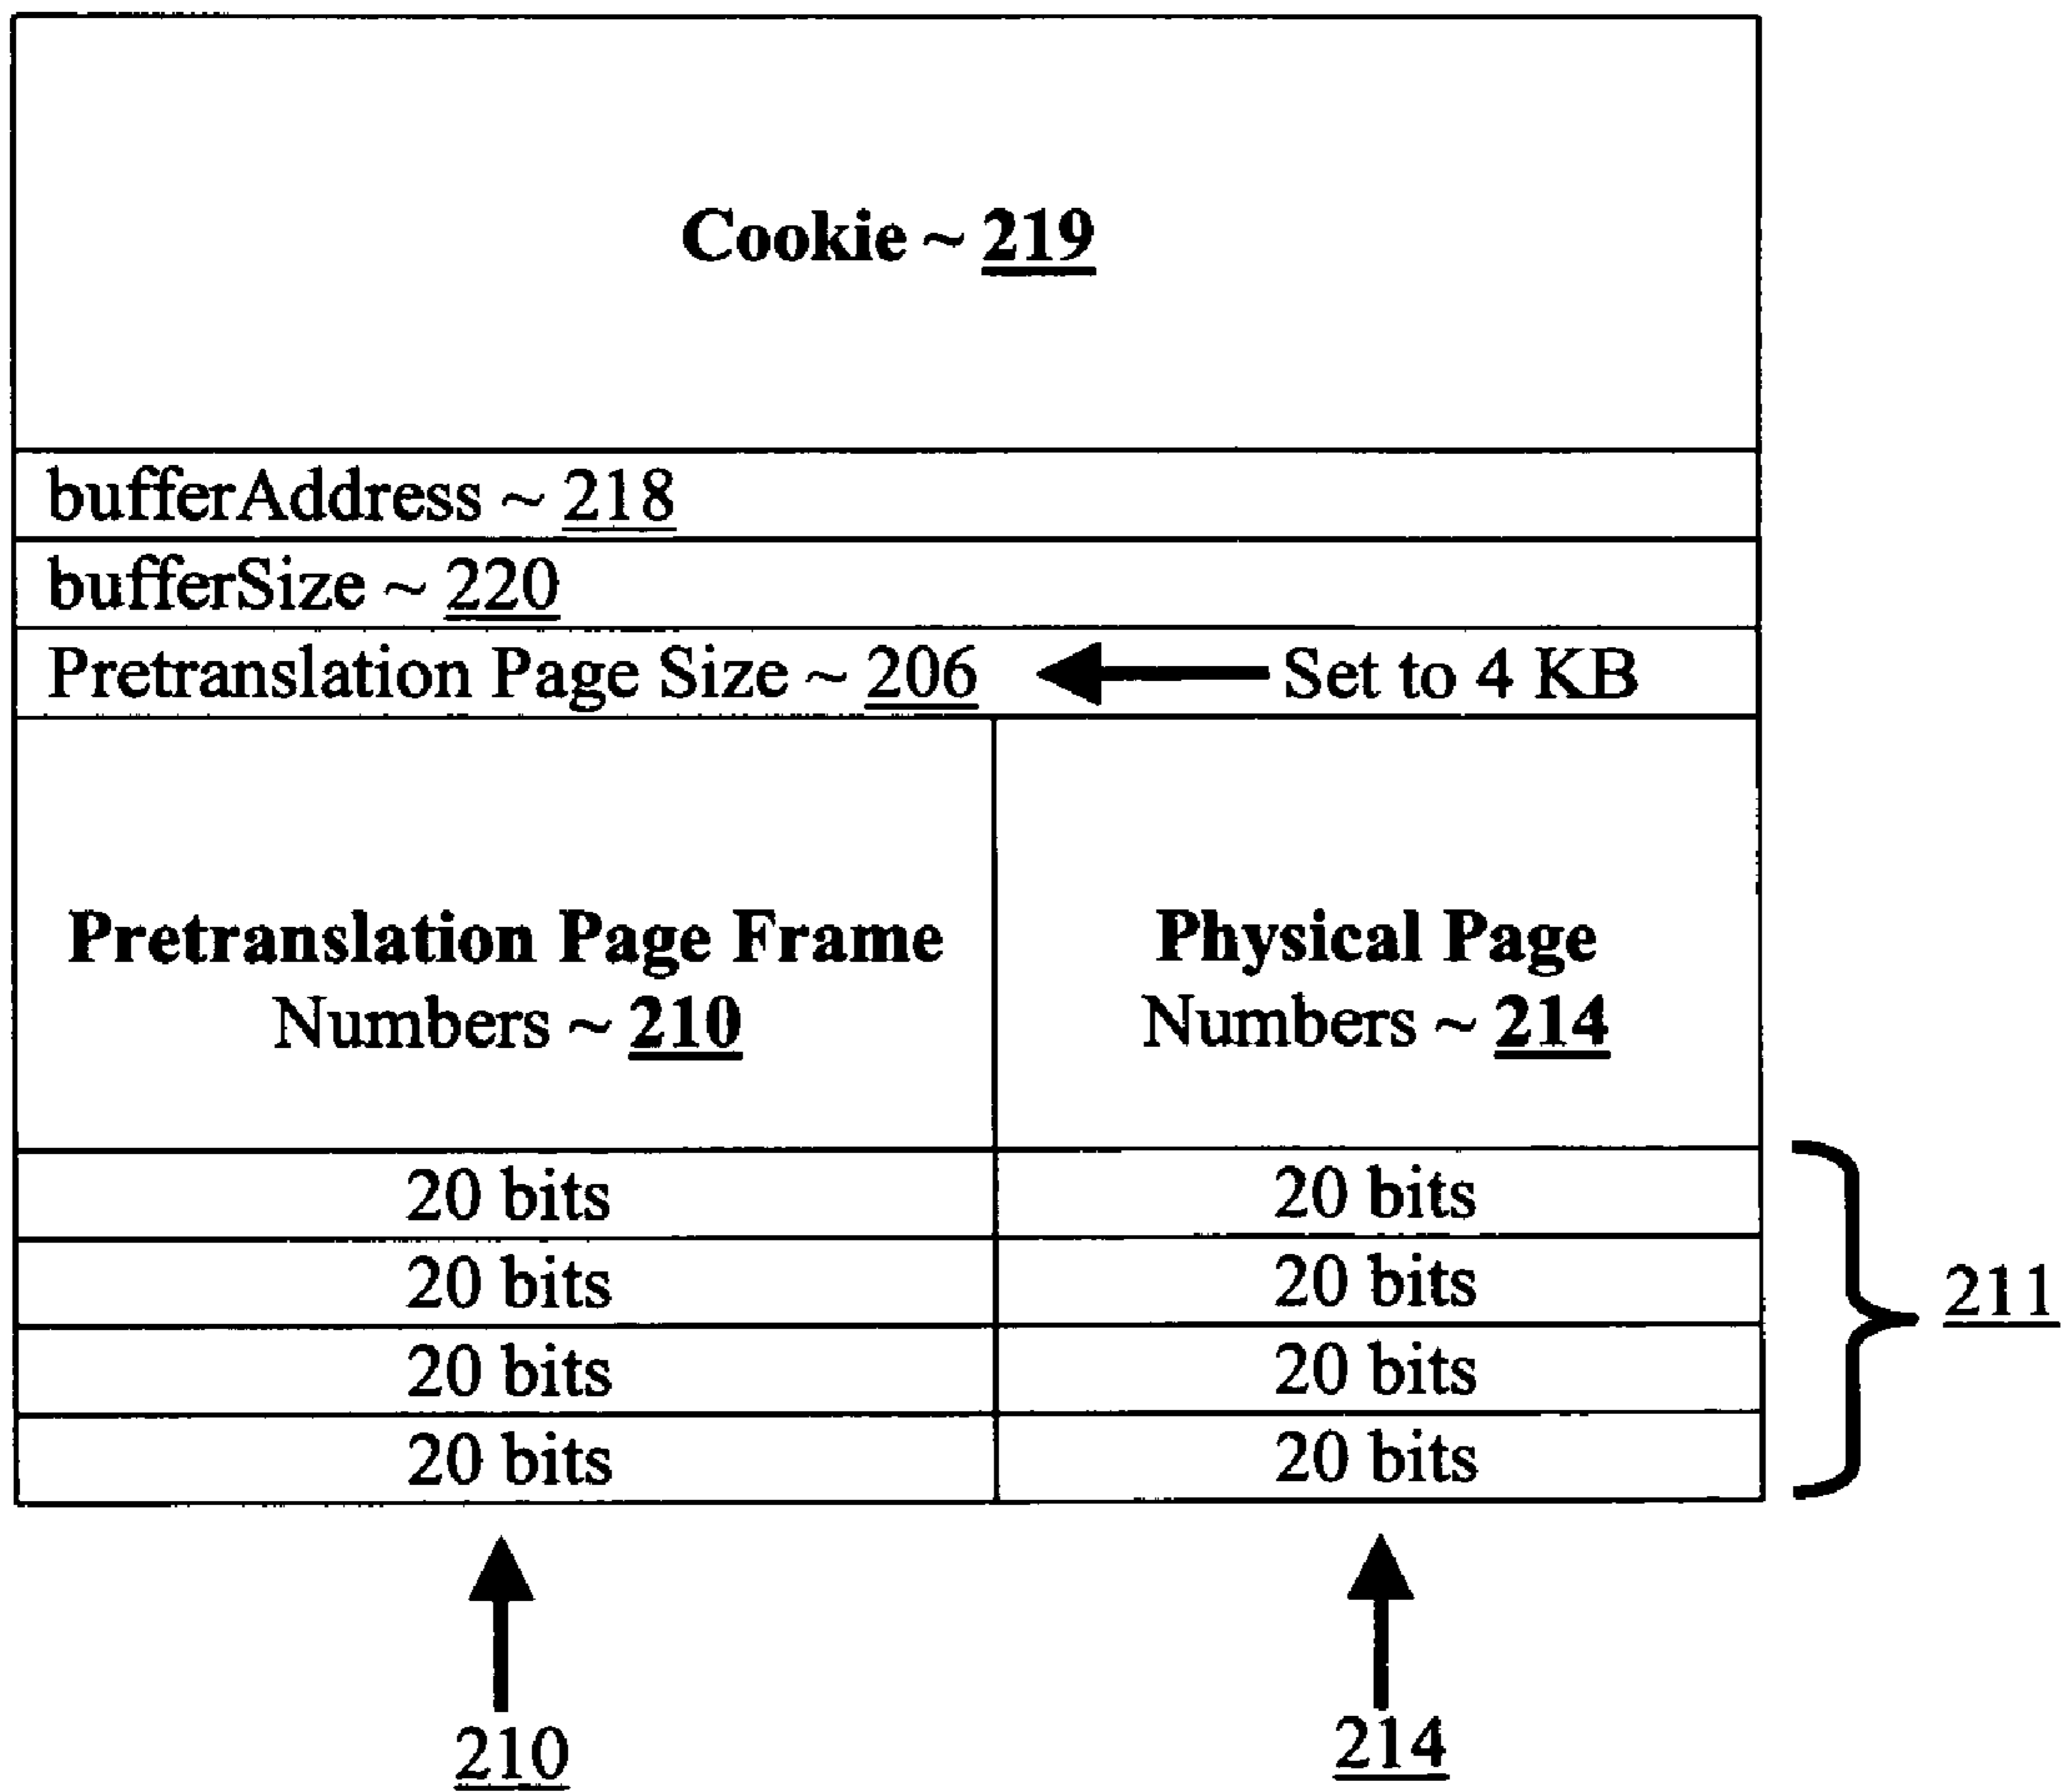 Cookie ~ 219
bufferAddress ~ 218
bufferSize ~ 220
Pretranslation Page Size ~ 206 Set to 4 KB
Pretranslation Page Frame
Numbers ~ 210
Physical Page
Numbers ~ 214
20 bits 20 bits
20 bits 20 bits
20 bits 20 bits
20 bits 20 bits
211
210 214